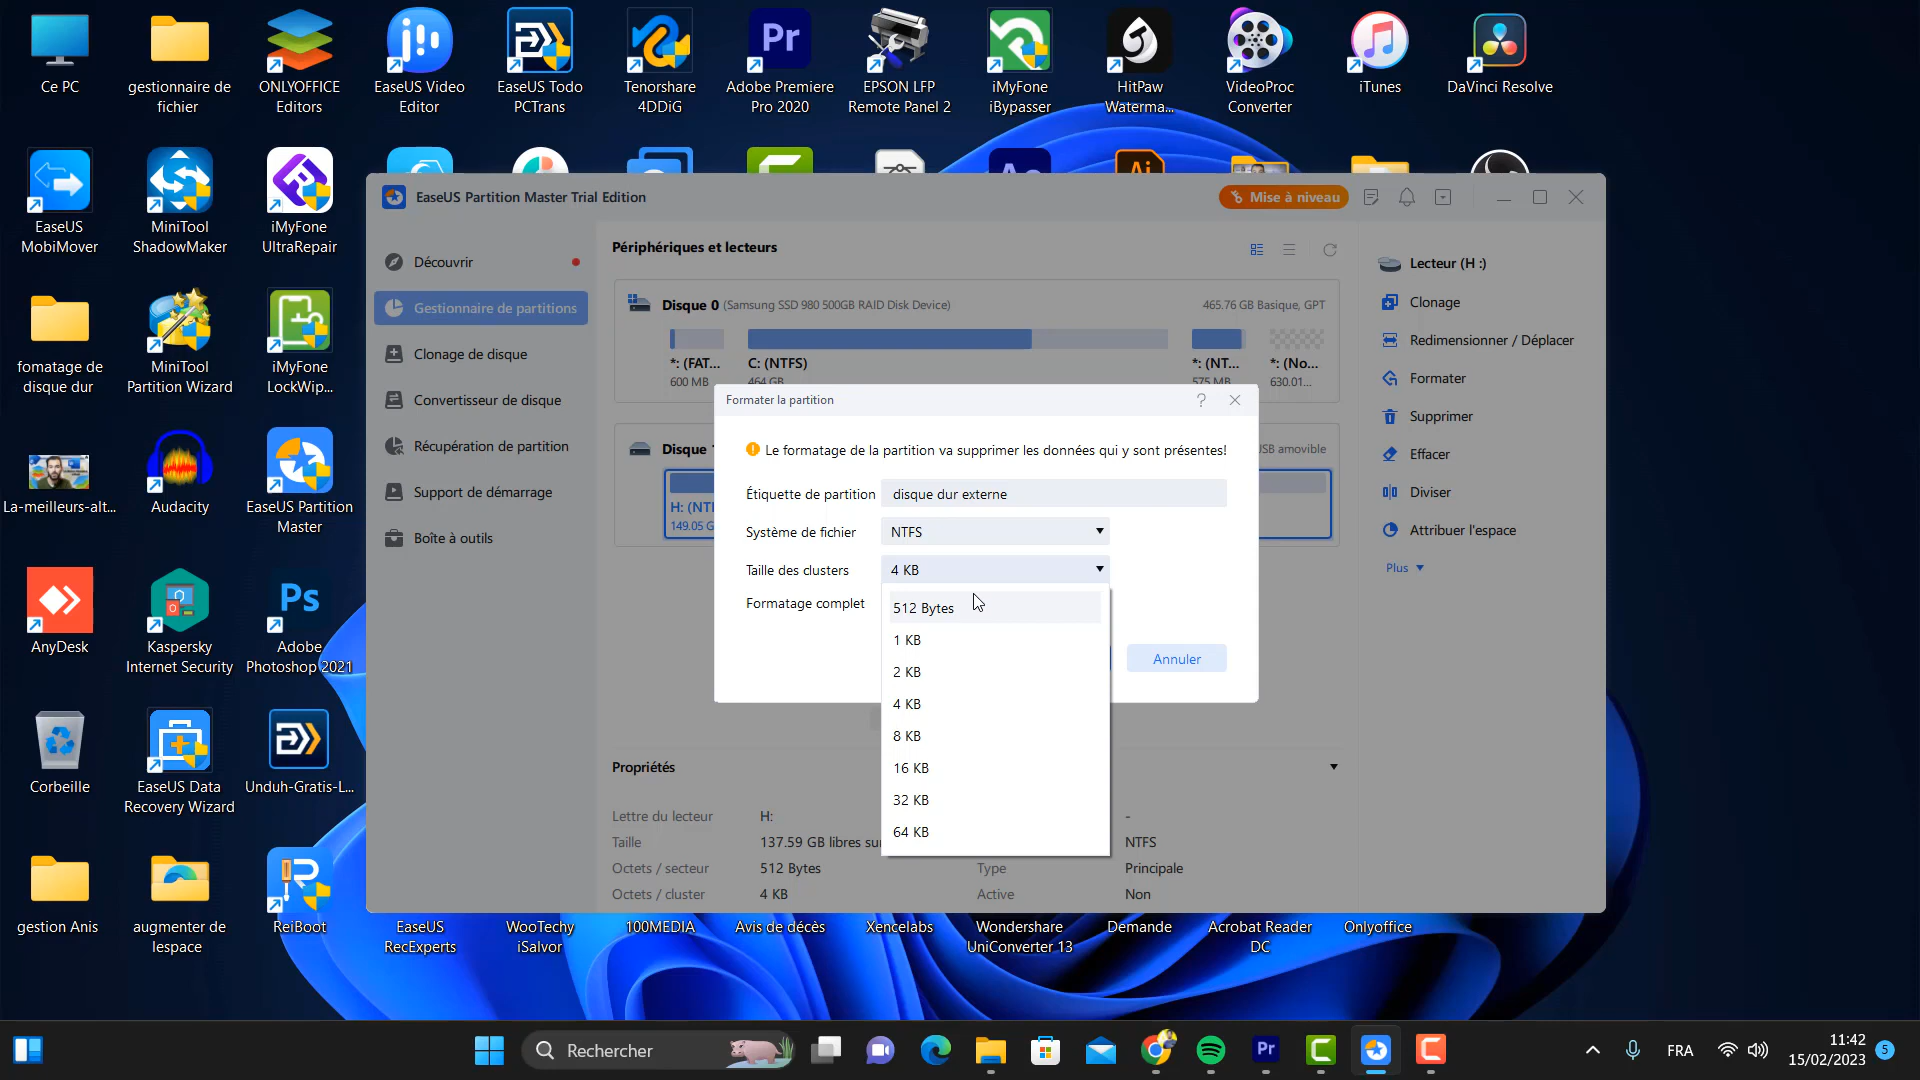 Ce PC
gestionnaire de
fichier
ONLYOFFICE
Editors
EaseUS Video
Editor
EaseUS Todo
PCTrans
Tenorshare
4DDiG
Pr
Adobe Premiere
Pro 2020
EPSON LFP
Remote Panel 2
iMyFone
iBypasser
HitPaw
Waterma...
VideoProc
Converter
iTunes
DaVinci Resolve
EaseUS
MobiMover
MiniTool
ShadowMaker
iMyFone
UltraRepair
fomatage de
disque dur
MiniTool
Partition Wizard
iMyFone
LockWip...
La-meilleurs-alt...
Audacity
EaseUS Partition
Master
AnyDesk
Kaspersky
Internet Security
Ps
Adobe
Photoshop 2021
Corbeille
EaseUS Data
Recovery Wizard
Unduh-Gratis-L...
gestion Anis
augmenter de
lespace
ReiBoot
EaseUS
RecExperts
WooTechy
iSalvor
100MEDIA
Avis de décès
Xencelabs
Wondershare
UniConverter 13
Demande
Acrobat Reader
DC
Onlyoffice
EaseUS Partition Master Trial Edition
Mise à niveau
Découvrir
Gestionnaire de partitions
Clonage de disque
Convertisseur de disque
Récupération de partition
Support de démarrage
Boîte à outils
Périphériques et lecteurs
Disque 0 (Samsung SSD 980 500GB RAID Disk Device)
465.76 GB Basique, GPT
*: (FAT...
600 MB
C: (NTFS)
464 GB
*: (NT...
575 MB
*: (No...
630.01...
Disque
USB amovible
H: (NTF
149.05 G
Formater la partition
?
Le formatage de la partition va supprimer les données qui y sont présentes!
Étiquette de partition
disque dur externe
Système de fichier
NTFS
Taille des clusters
4 KB
Formatage complet
512 Bytes
1 KB
2 KB
4 KB
8 KB
16 KB
32 KB
64 KB
Annuler
Propriétés
Lettre du lecteur
H:
-
Taille
137.59 GB libres su
NTFS
Octets / secteur
512 Bytes
Type
Principale
Octets / cluster
4 KB
Active
Non
Lecteur (H :)
Clonage
Redimensionner / Déplacer
Formater
Supprimer
Effacer
Diviser
Attribuer l'espace
Plus
Rechercher
Pr
FRA
11:42
15/02/2023
5